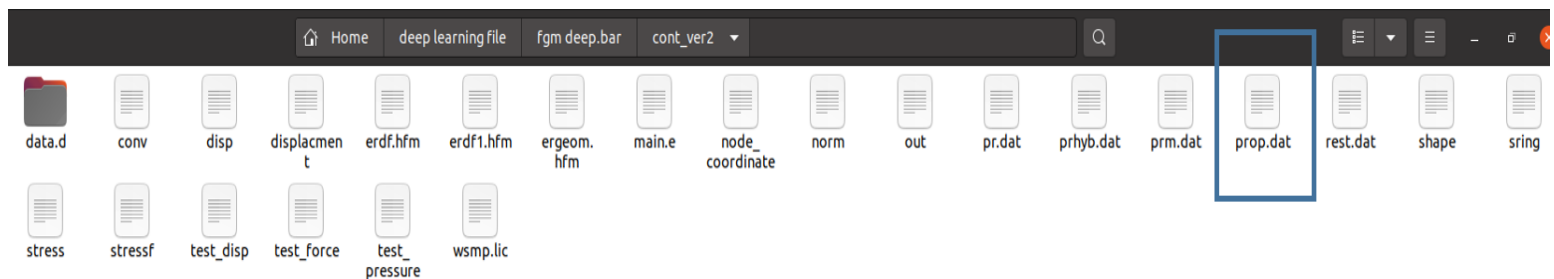 Home deep learning file fgm deep.bar cont_ver2
data.d conv disp displacmen erdf.hfm erdf1.hfm ergeom. main.e node_ norm out pr.dat prhyb.dat prm.dat prop.dat rest.dat shape sring
t hfm coordinate
stress stressf test_disp test_force test_ wsmp.lic
pressure